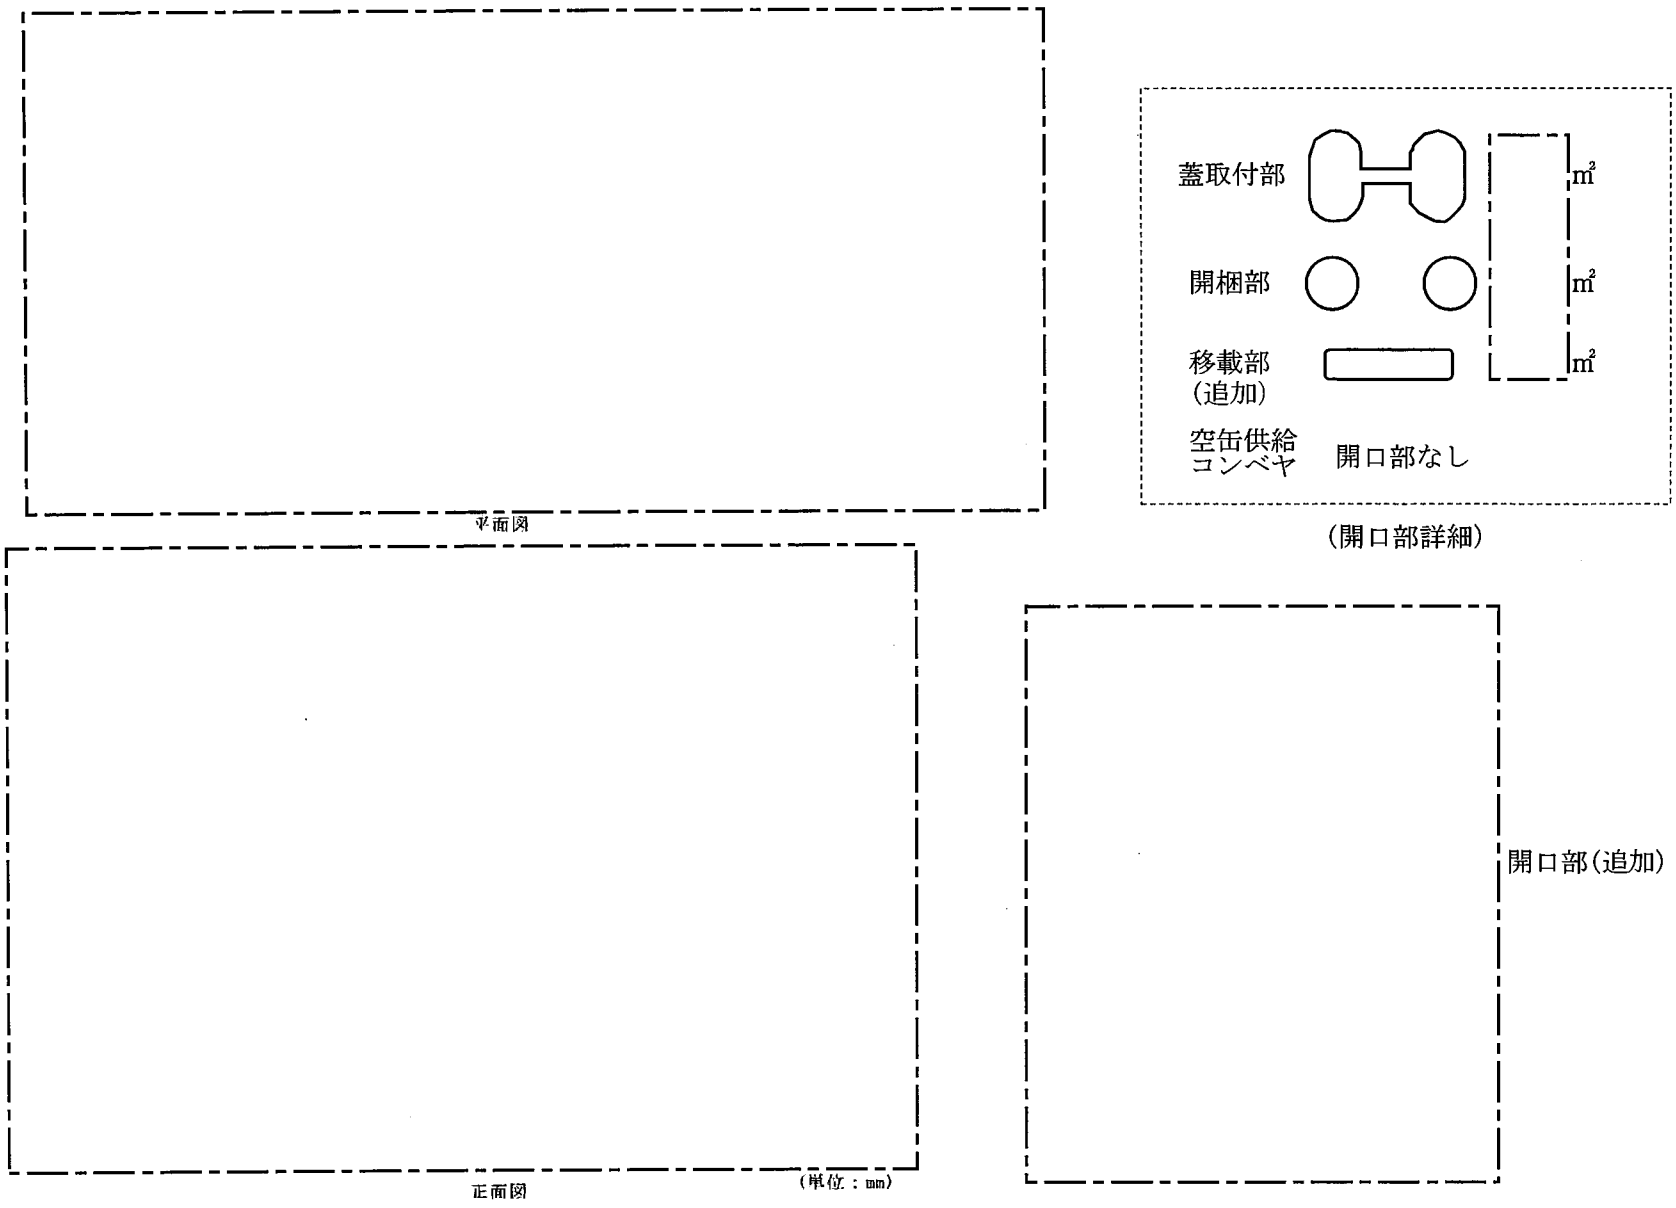 蓋取付部
m²
開梱部
m²
移載部
(追加)
m²
空缶供給
コンベヤ
開口部なし
(開口部詳細)
平面図
開口部(追加)
正面図
(単位：mm)